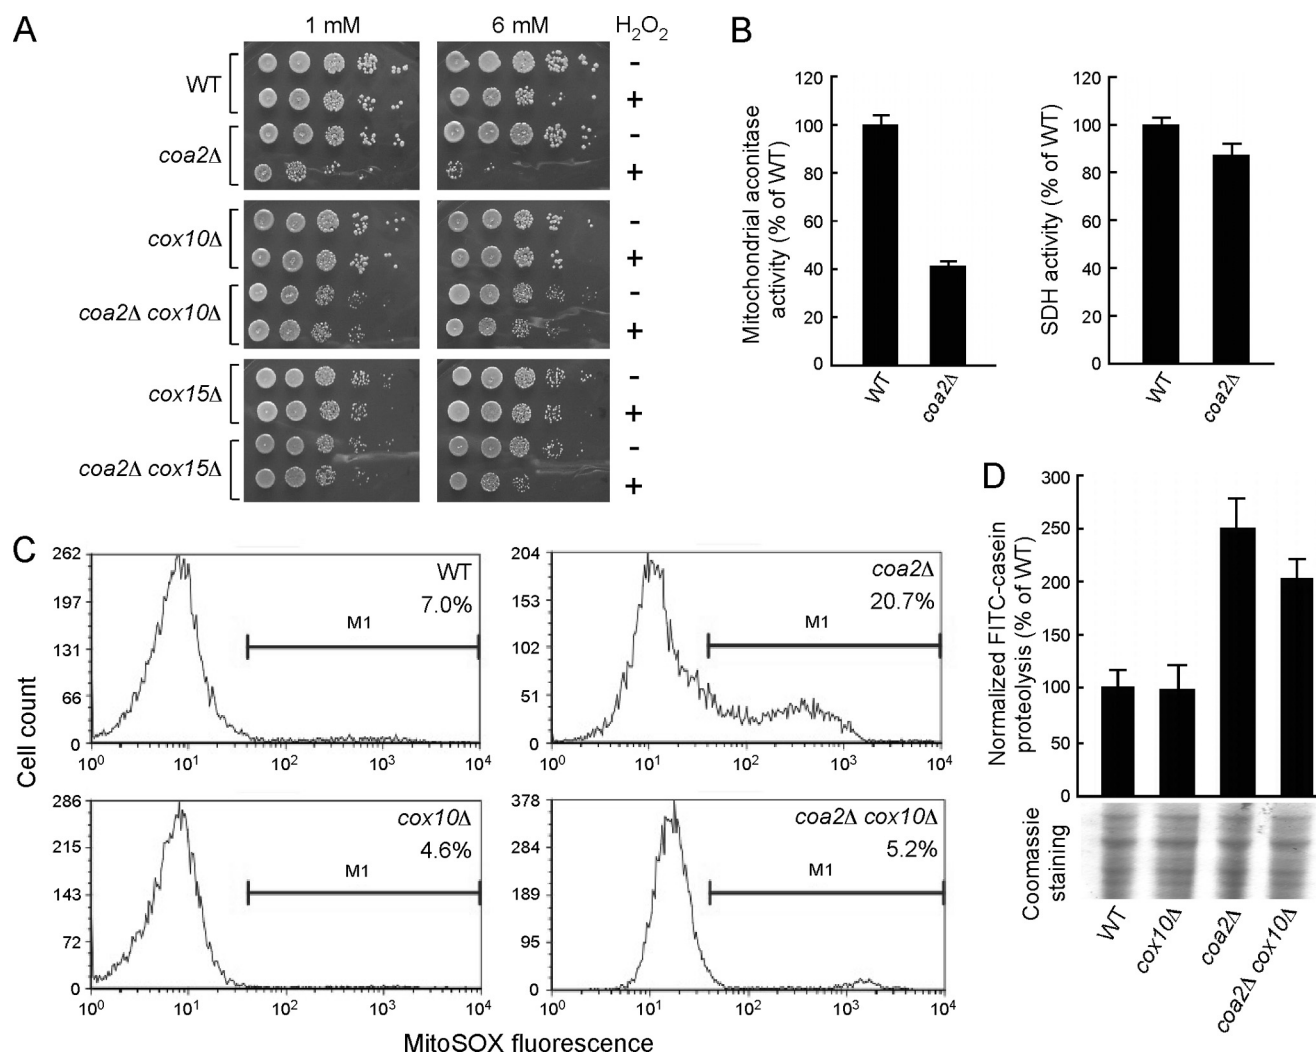 A
1 mM
6 mM
H2O2
WT
-
+
coa2Δ
-
+
cox10Δ
-
+
coa2Δ cox10Δ
-
+
cox15Δ
-
+
coa2Δ cox15Δ
-
+
B
Mitochondrial aconitase
activity (% of WT)
120
100
80
60
40
20
0
WT
coa2Δ
SDH activity (% of WT)
120
100
80
60
40
20
0
WT
coa2Δ
C
Cell count
262
197
131
66
0
WT
7.0%
M1
10^0 10^1 10^2 10^3 10^4
204
153
102
51
0
coa2Δ
20.7%
M1
10^0 10^1 10^2 10^3 10^4
286
215
143
72
0
cox10Δ
4.6%
M1
10^0 10^1 10^2 10^3 10^4
378
284
189
95
0
coa2Δ cox10Δ
5.2%
M1
10^0 10^1 10^2 10^3 10^4
MitoSOX fluorescence
D
Normalized FITC-casein
proteolysis (% of WT)
300
250
200
150
100
50
0
Coomassie
staining
WT
cox10Δ
coa2Δ
coa2Δ cox10Δ